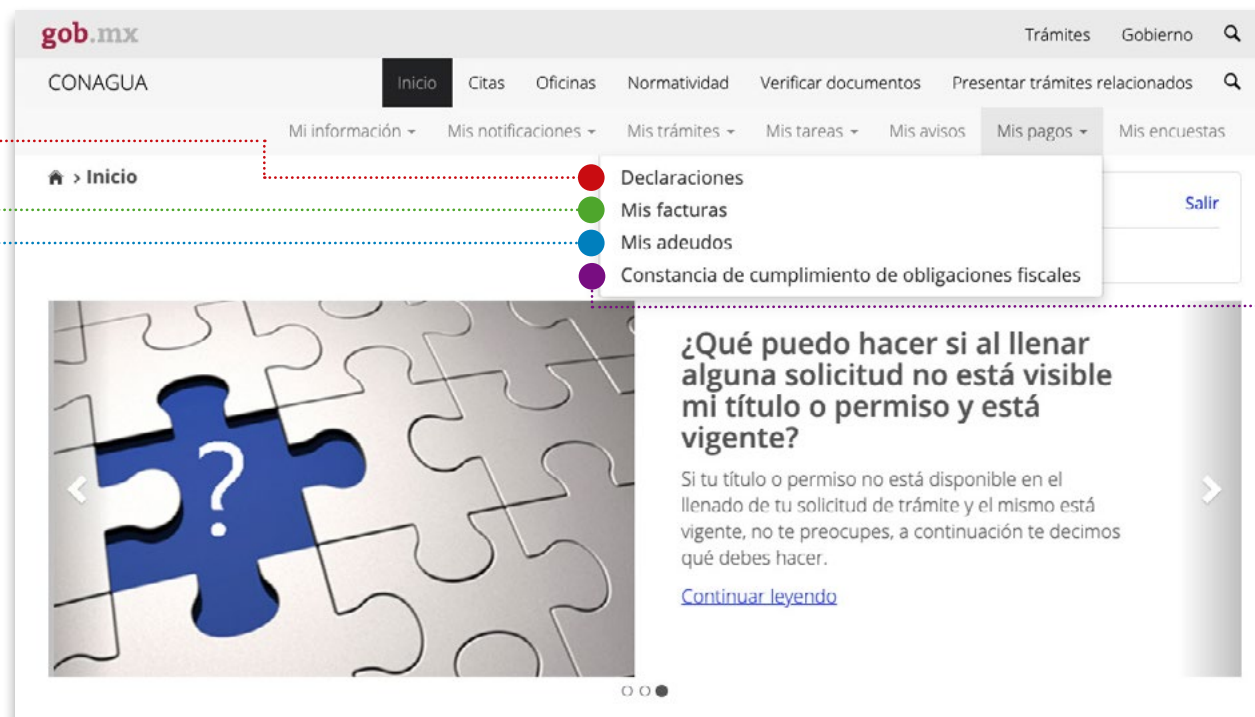 gob.mx
Trámites Gobierno
CONAGUA
Inicio Citas Oficinas Normatividad Verificar documentos Presentar trámites relacionados
Mi información Mis notificaciones Mis trámites Mis tareas Mis avisos Mis pagos Mis encuestas
> Inicio
Declaraciones
Mis facturas
Mis adeudos
Constancia de cumplimiento de obligaciones fiscales
Salir
?
¿Qué puedo hacer si al llenar
alguna solicitud no está visible
mi título o permiso y está
vigente?
Si tu título o permiso no está disponible en el
llenado de tu solicitud de trámite y el mismo está
vigente, no te preocupes, a continuación te decimos
qué debes hacer.
Continuar leyendo